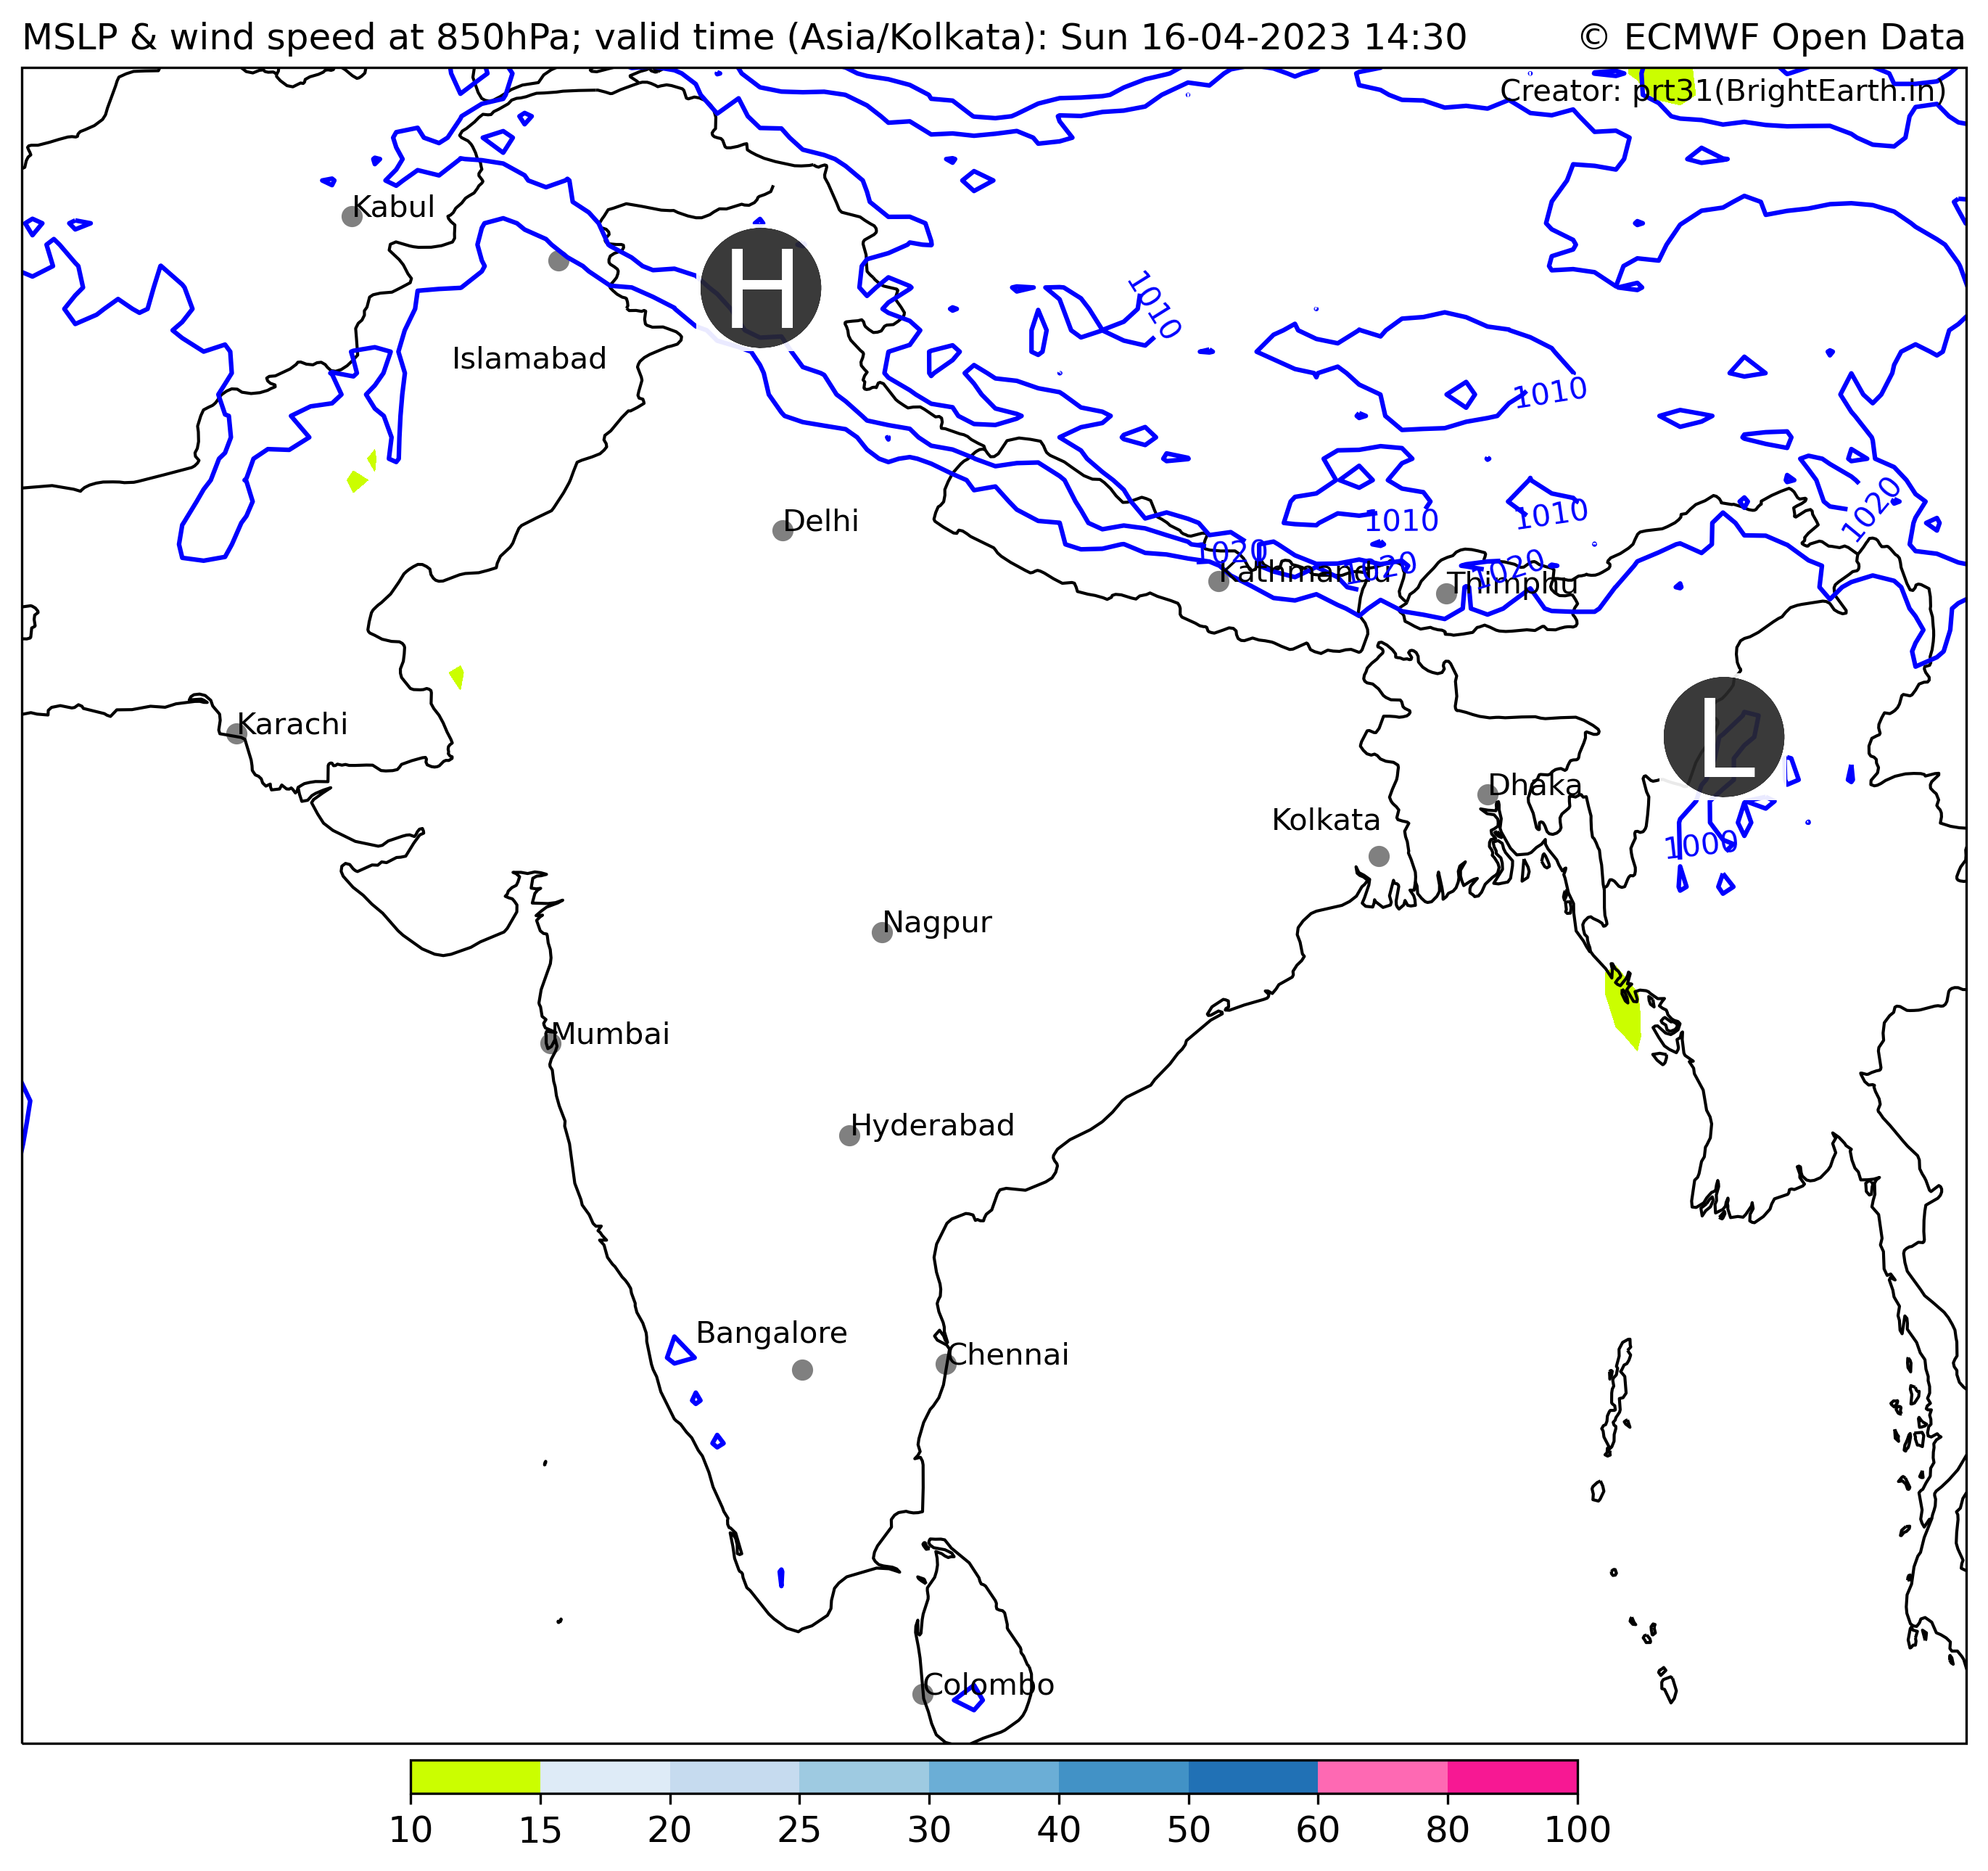 MSLP & wind speed at 850hPa; valid time (Asia/Kolkata): Sun 16-04-2023 14:30
© ECMWF Open Data
Creator: prt31(BrightEarth.in)
Kabul
H
1010
Islamabad
1010
1020
Delhi
1010
1010
1020
1020
1020
Kathmandu
Thimphu
Karachi
L
Dhaka
Kolkata
1000
Nagpur
Mumbai
Hyderabad
Bangalore
Chennai
Colombo
10 15 20 25 30 40 50 60 80 100